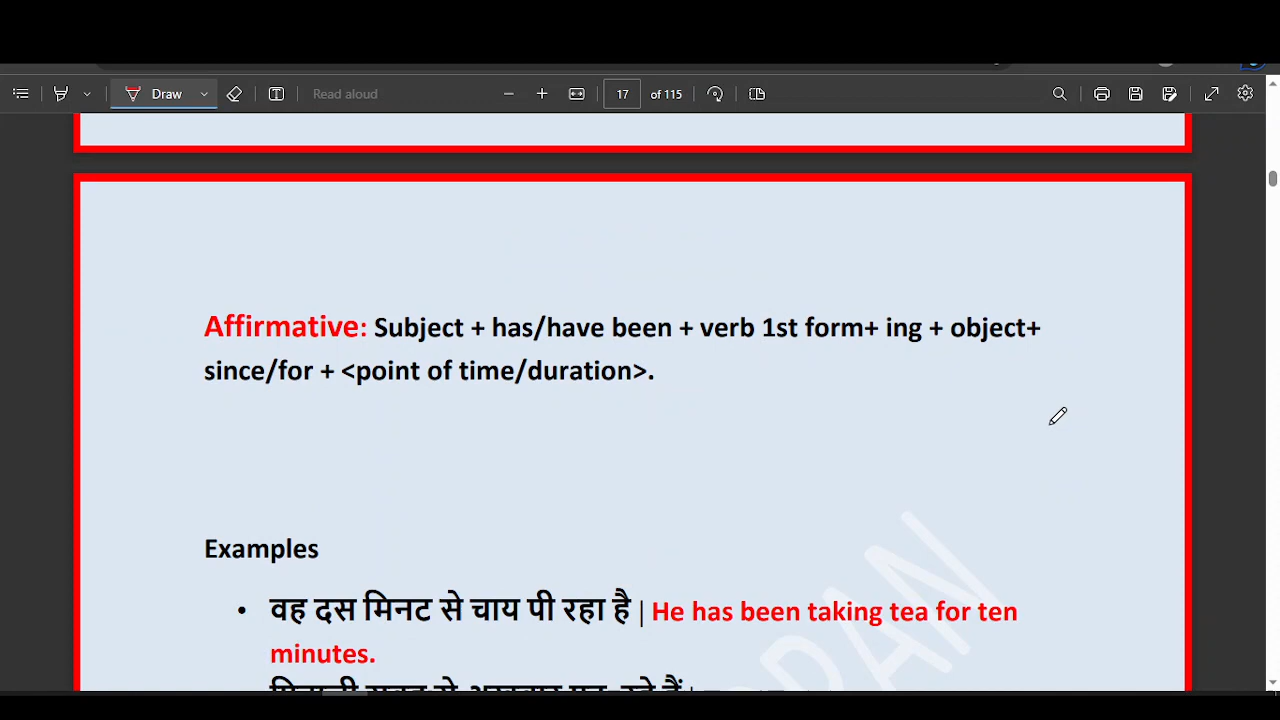 Draw
Read aloud
17 of 115
Affirmative: Subject + has/have been + verb 1st form+ ing + object+
since/for + <point of time/duration>.
Examples
• वह दस मिनट से चाय पी रहा है | He has been taking tea for ten
minutes.